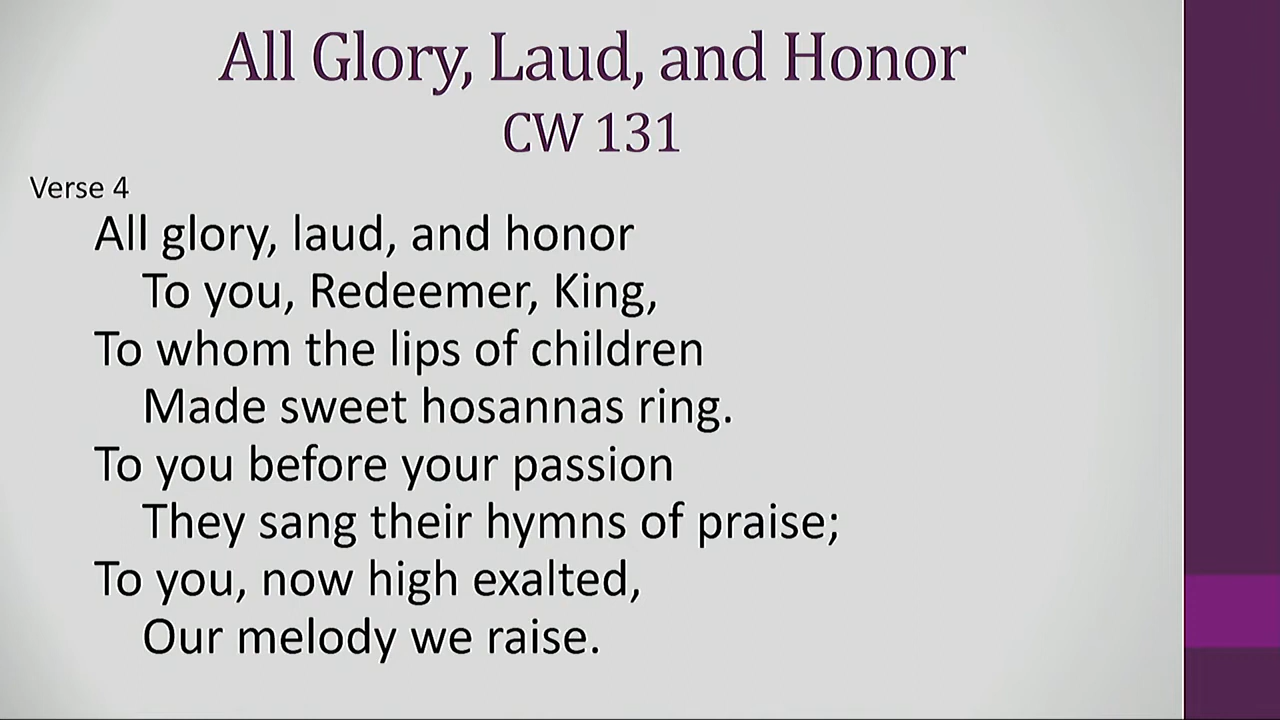 All Glory, Laud, and Honor
CW 131
Verse 4
All glory, laud, and honor
To you, Redeemer, King,
To whom the lips of children
Made sweet hosannas ring.
To you before your passion
They sang their hymns of praise;
To you, now high exalted,
Our melody we raise.